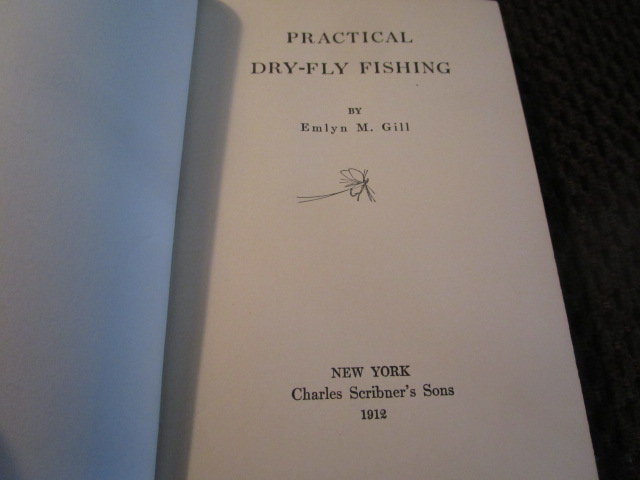 PRACTICAL
DRY-FLY FISHING
BY
Emlyn M. Gill
NEW YORK
Charles Scribner's Sons
1912